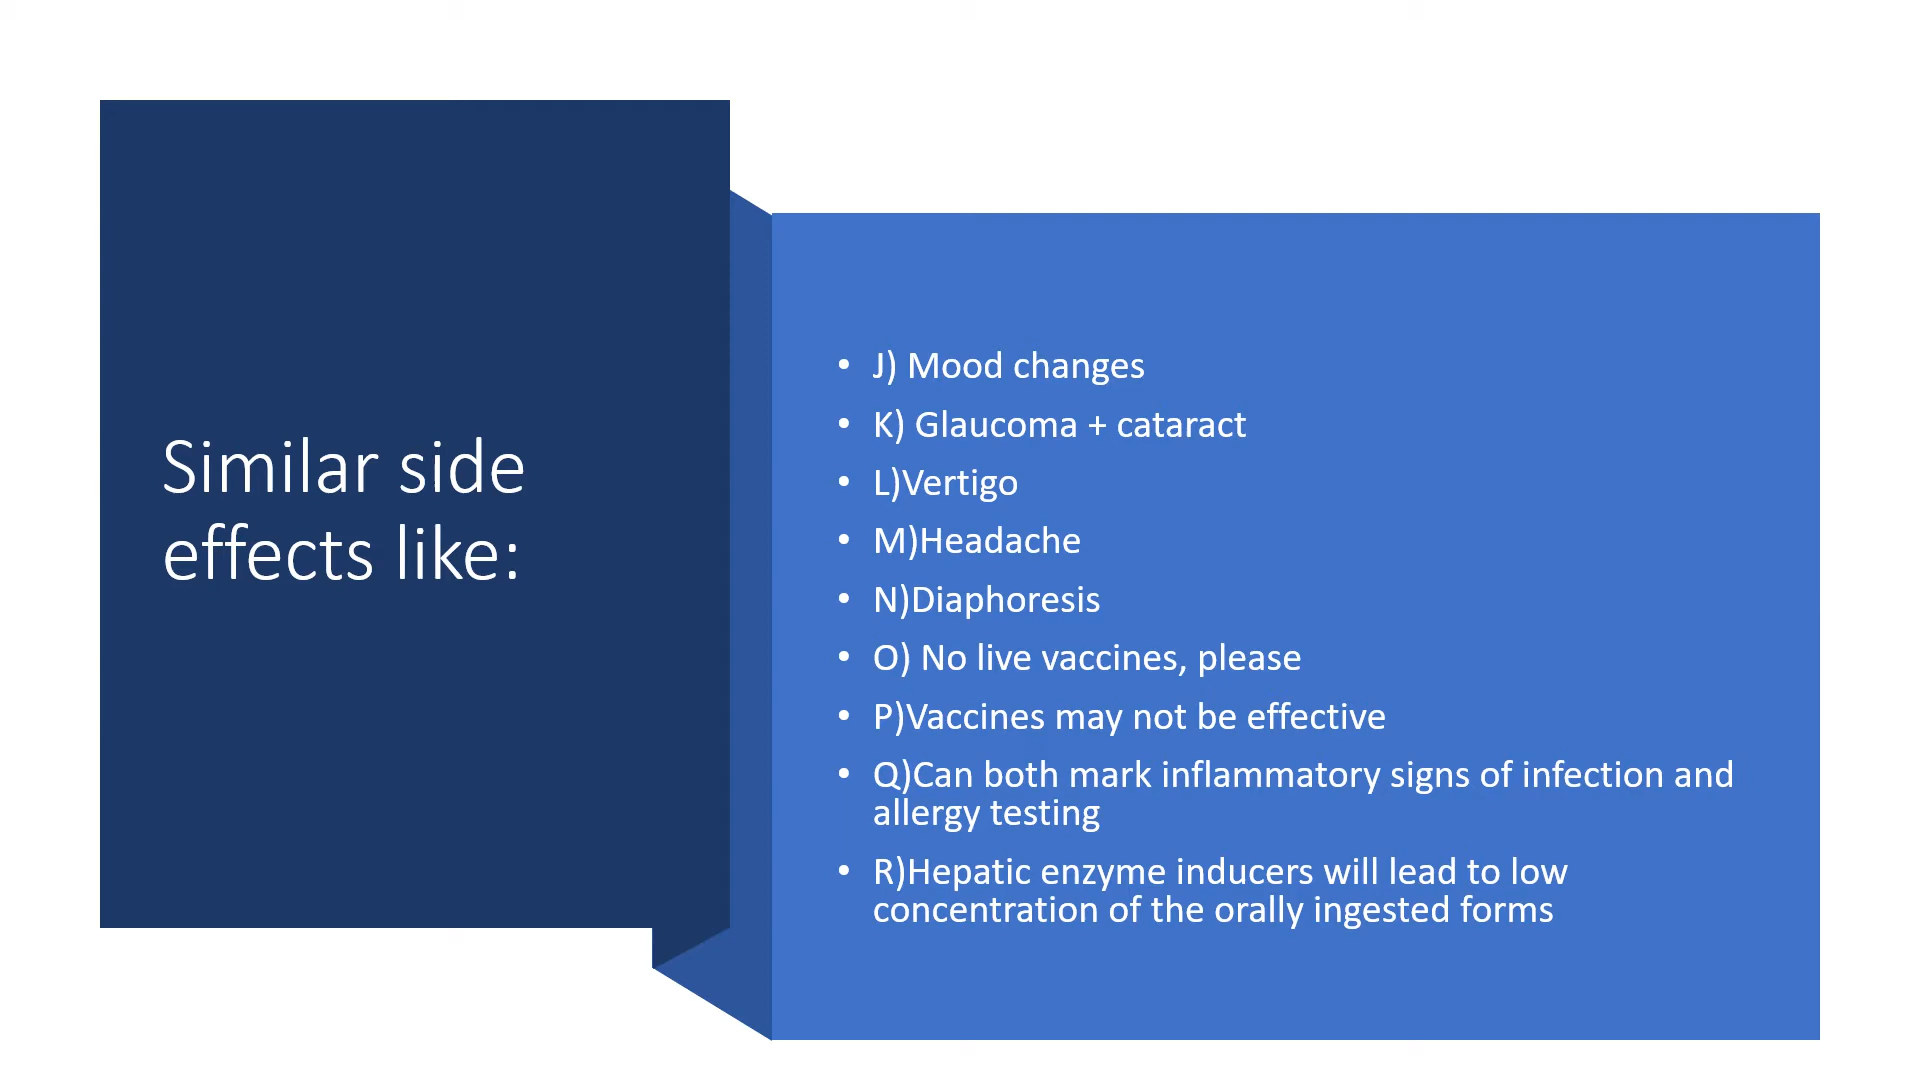 Similar side
effects like:
• J) Mood changes
• K) Glaucoma + cataract
• L)Vertigo
• M)Headache
• N)Diaphoresis
• O) No live vaccines, please
• P)Vaccines may not be effective
• Q)Can both mark inflammatory signs of infection and
allergy testing
• R)Hepatic enzyme inducers will lead to low
concentration of the orally ingested forms